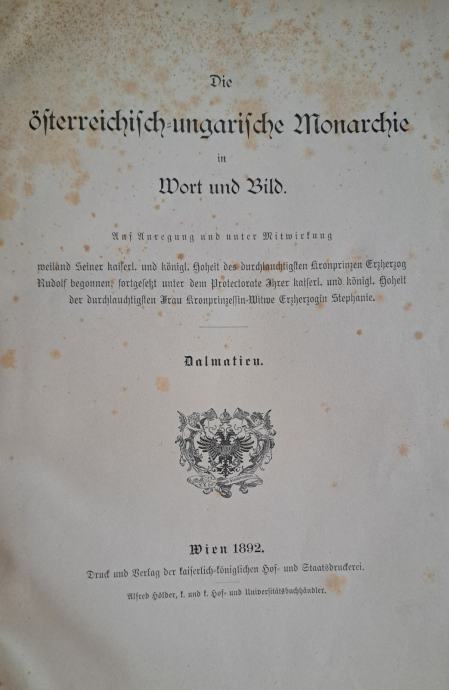 Die
österreichisch-ungarische Monarchie
in
Wort und Bild.
Auf Anregung und unter Mitwirkung
weiland Seiner kaiserl. und königl. Hoheit des durchlauchtigsten Kronprinzen Erzherzog
Rudolf begonnen, fortgesetzt unter dem Protectorate Ihrer kaiserl. und königl. Hoheit
der durchlauchtigsten Frau Kronprinzessin-Witwe Erzherzogin Stephanie.
Dalmatien.
Wien 1892.
Druck und Verlag der kaiserlich-königlichen Hof- und Staatsdruckerei.
Alfred Hölder, k. und k. Hof- und Universitätsbuchhändler.